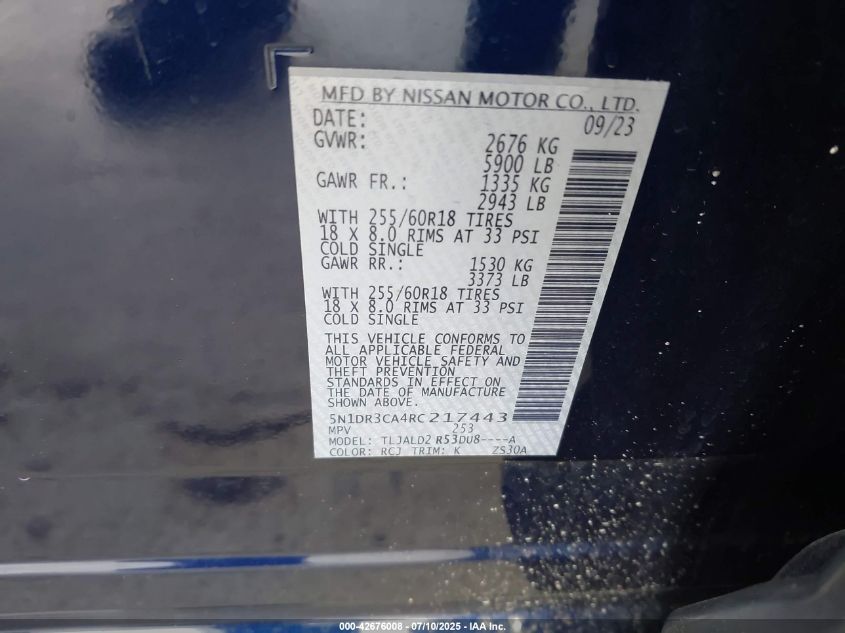 MFD BY NISSAN MOTOR CO., LTD.
DATE: 09/23
GVWR: 2676 KG
5900 LB
GAWR FR.: 1335 KG
2943 LB
WITH 255/60R18 TIRES
18 X 8.0 RIMS AT 33 PSI
COLD SINGLE
GAWR RR.: 1530 KG
3373 LB
WITH 255/60R18 TIRES
18 X 8.0 RIMS AT 33 PSI
COLD SINGLE
THIS VEHICLE CONFORMS TO
ALL APPLICABLE FEDERAL
MOTOR VEHICLE SAFETY AND
THEFT PREVENTION
STANDARDS IN EFFECT ON
THE DATE OF MANUFACTURE
SHOWN ABOVE.
5N1DR3CA4RC217443
MPV 253
MODEL: TLJALD2 R53DU8----A
COLOR: RCJ TRIM: K ZS30A
000-42676008 - 07/10/2025 - IAA Inc.